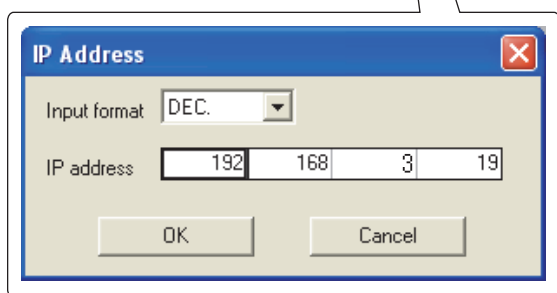 IP Address
Input format DEC.
IP address 192 168 3 19
OK Cancel